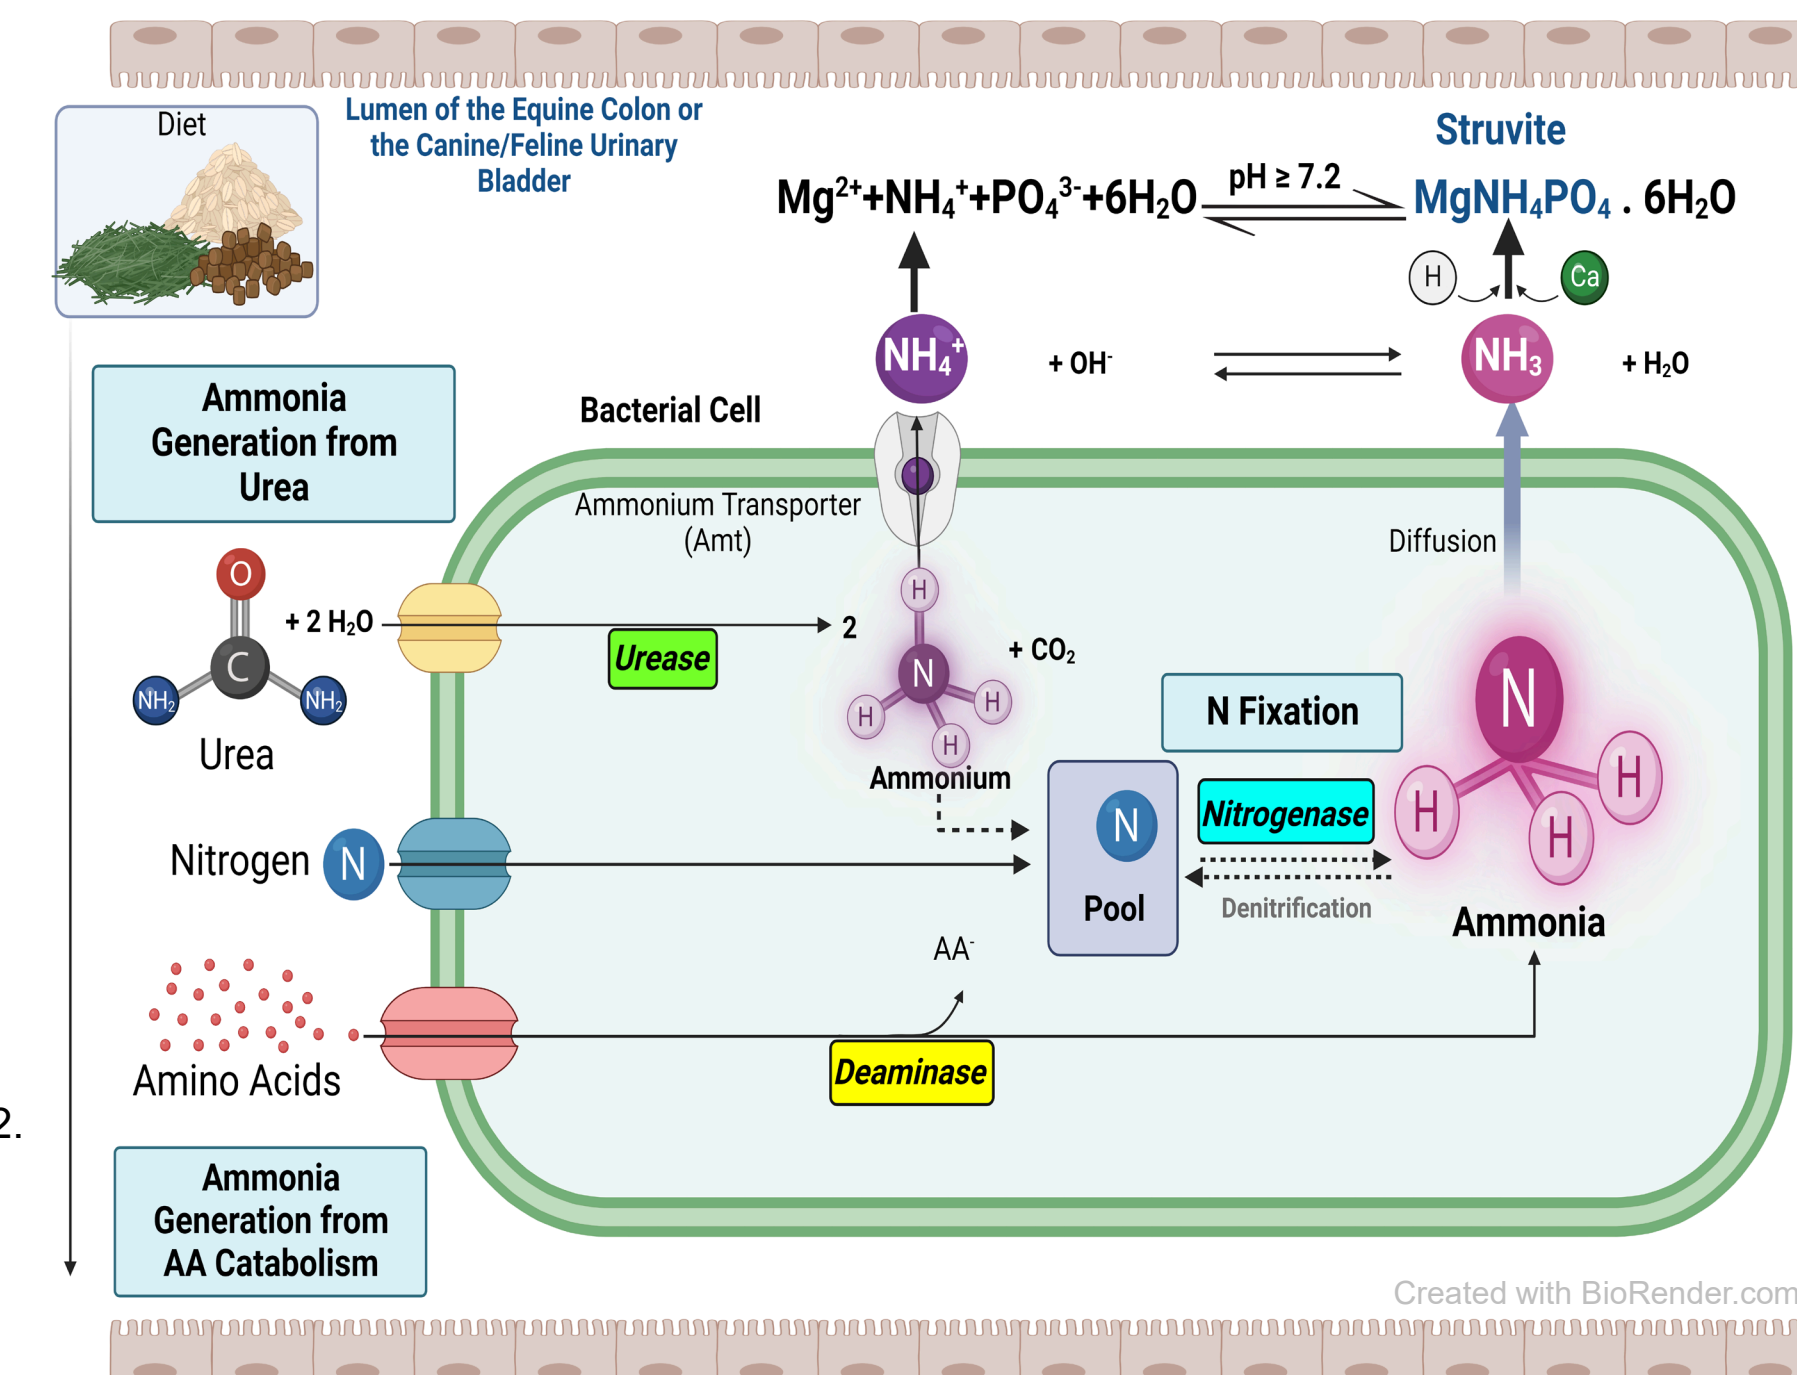 Diet
Lumen of the Equine Colon or
the Canine/Feline Urinary
Bladder
Struvite
Mg²⁺+NH₄⁺+PO₄³⁻+6H₂O
pH ≥ 7.2
MgNH₄PO₄ . 6H₂O
H
Ca
NH₄⁺
+ OH⁻
NH₃
+ H₂O
Ammonia
Generation from
Urea
Bacterial Cell
Ammonium Transporter
(Amt)
Diffusion
O
C
NH₂
NH₂
+ 2 H₂O
Urea
Urease
2
H
N
H
H
H
+ CO₂
Ammonium
N Fixation
N
H
H
H
Ammonia
Nitrogen
N
N
Pool
Nitrogenase
Denitrification
AA⁻
Amino Acids
Deaminase
2.
Ammonia
Generation from
AA Catabolism
Created with BioRender.com